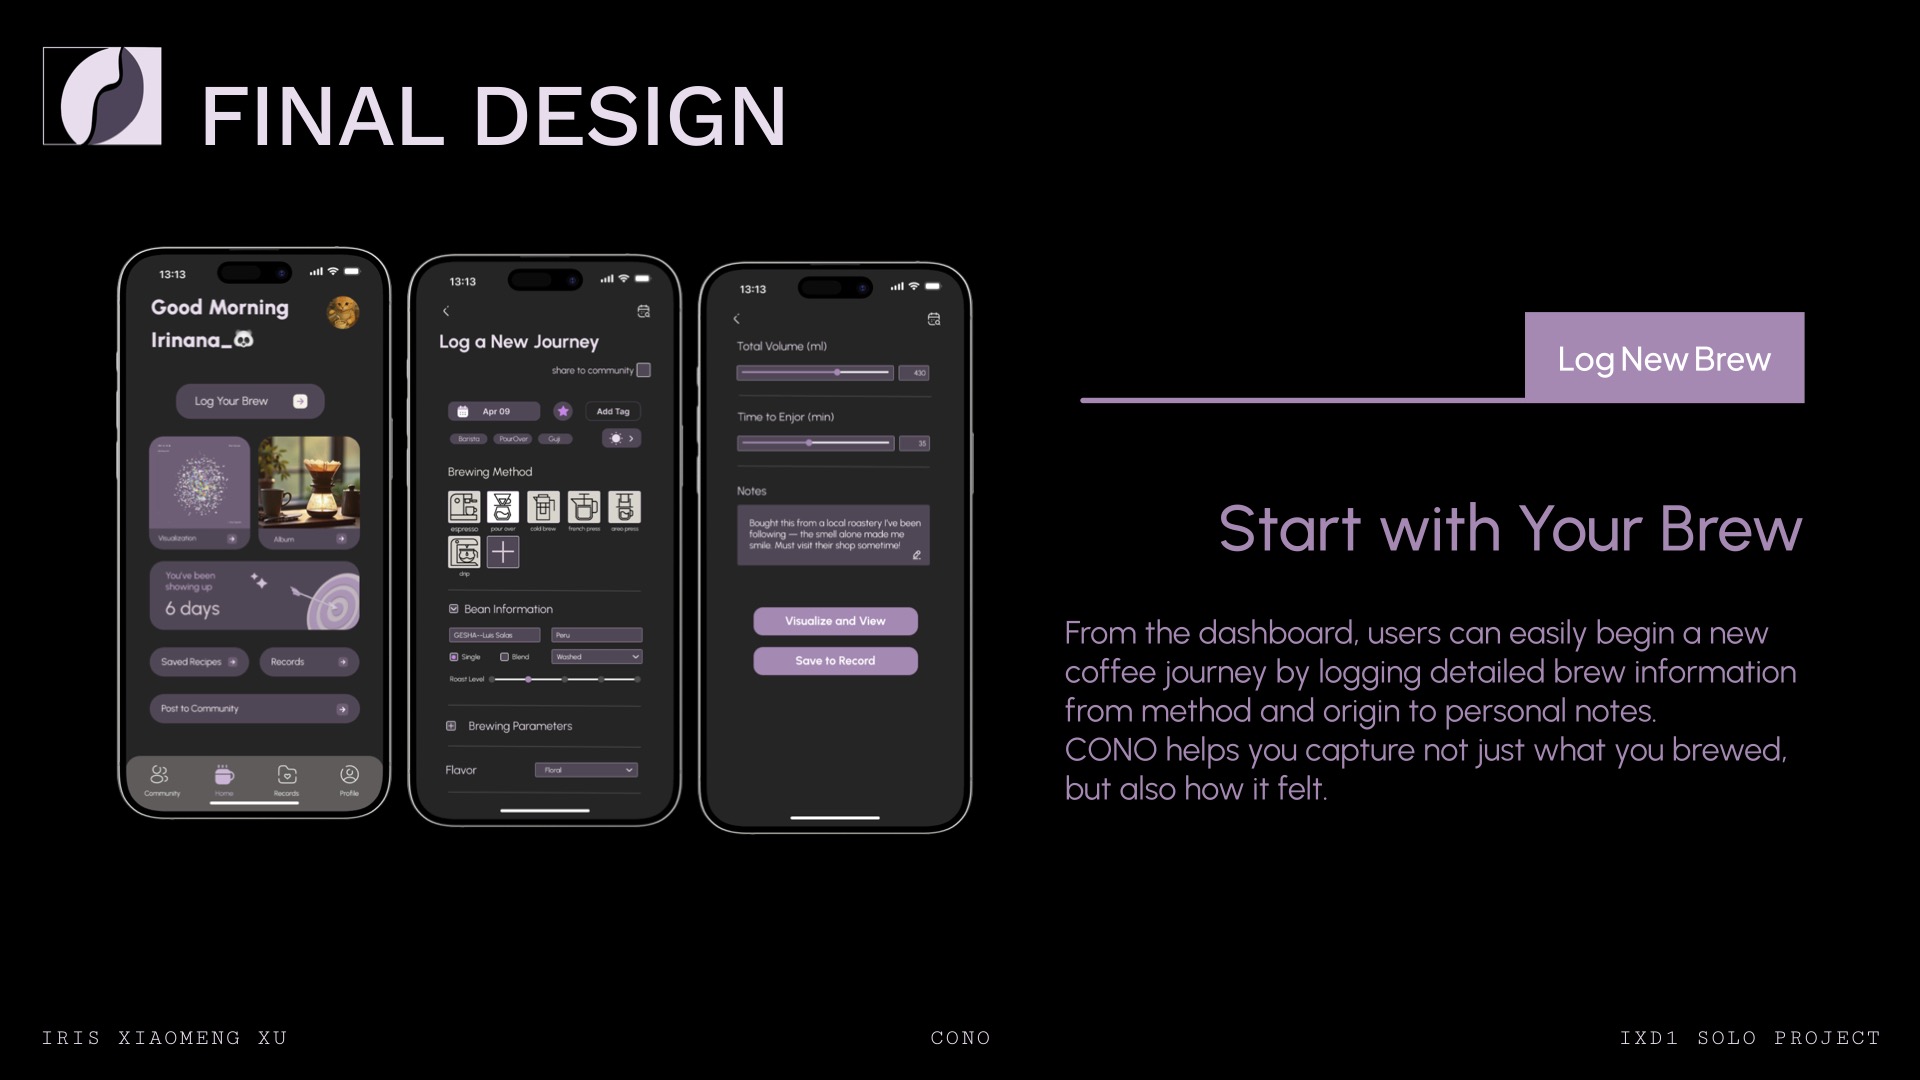 FINAL DESIGN
13:13
Good Morning
Irinana_🐼
Log Your Brew
Visualization
Album
You've been
showing up
6 days
Saved Recipes
Records
Post to Community
Community
Home
Records
Profile
13:13
Log a New Journey
share to community
Apr 09
Add Tag
Barista
PourOver
Guji
Brewing Method
espresso
pour over
cold brew
french press
areo press
drip
Bean Information
GESHA--Luis Salas
Peru
Single
Blend
Washed
Roast Level
Brewing Parameters
Flavor
Floral
13:13
Total Volume (ml)
430
Time to Enjor (min)
35
Notes
Bought this from a local roastery I've been
following — the smell alone made me
smile. Must visit their shop sometime!
Visualize and View
Save to Record
Log New Brew
Start with Your Brew
From the dashboard, users can easily begin a new
coffee journey by logging detailed brew information
from method and origin to personal notes.
CONO helps you capture not just what you brewed,
but also how it felt.
IRIS XIAOMENG XU
CONO
IXD1 SOLO PROJECT